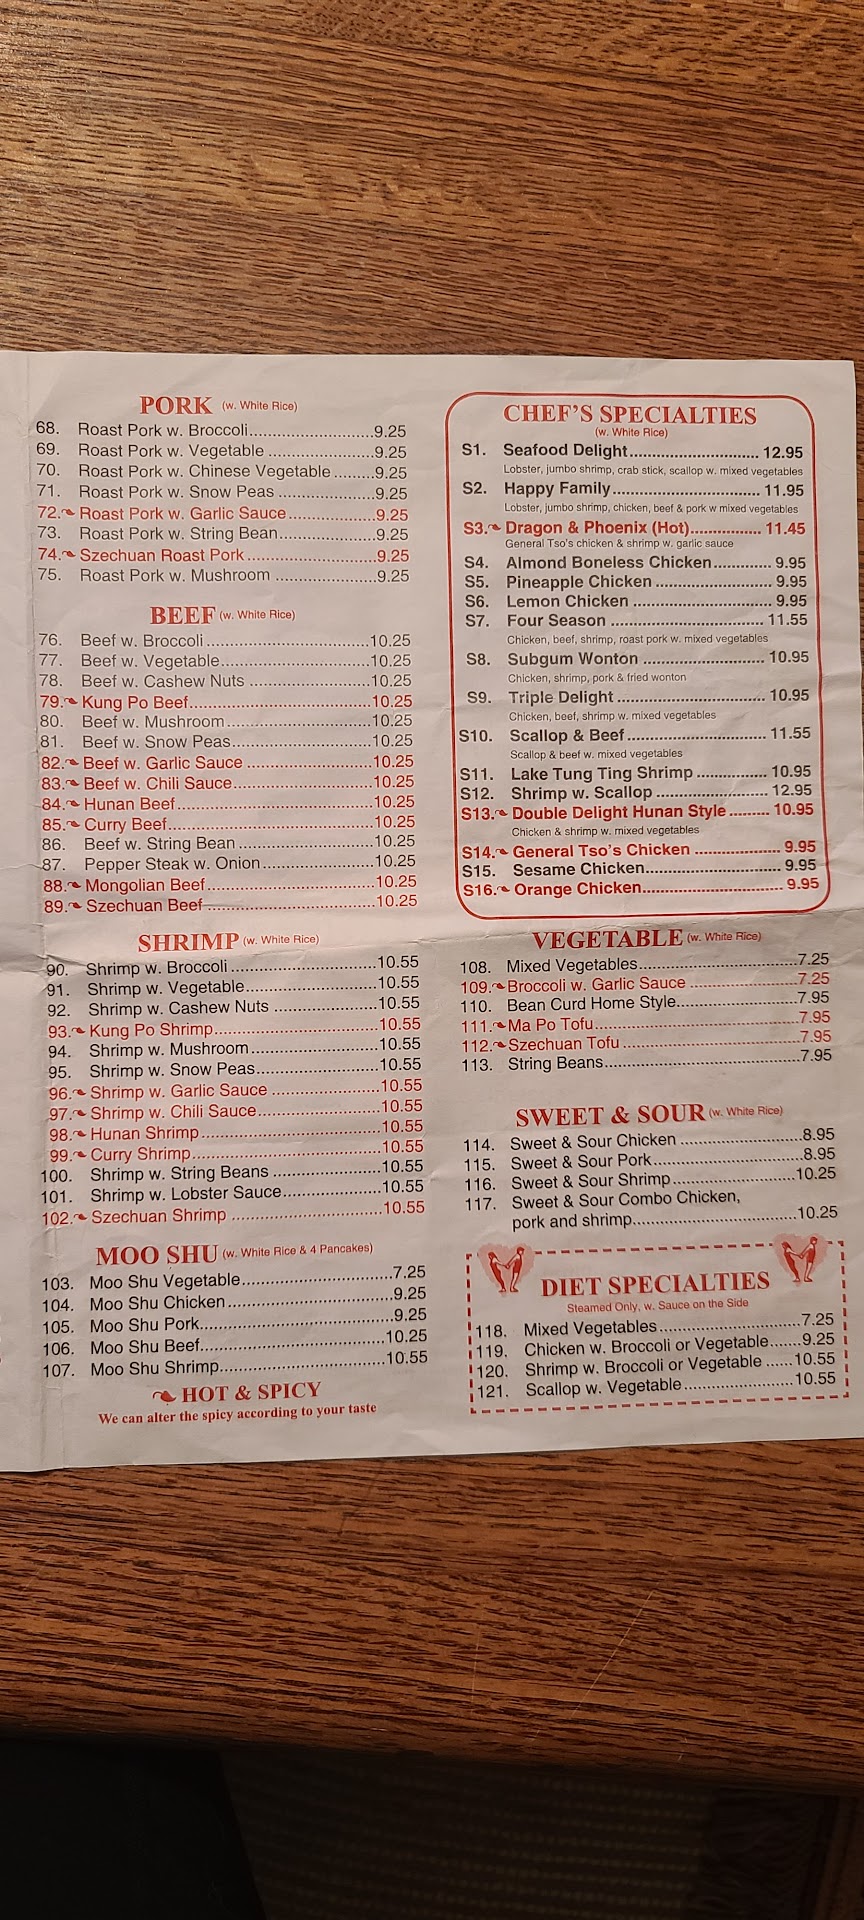 PORK (w. White Rice)
68. Roast Pork w. Broccoli 9.25
69. Roast Pork w. Vegetable 9.25
70. Roast Pork w. Chinese Vegetable 9.25
71. Roast Pork w. Snow Peas 9.25
72. Roast Pork w. Garlic Sauce 9.25
73. Roast Pork w. String Bean 9.25
74. Szechuan Roast Pork 9.25
75. Roast Pork w. Mushroom 9.25
BEEF (w. White Rice)
76. Beef w. Broccoli 10.25
77. Beef w. Vegetable 10.25
78. Beef w. Cashew Nuts 10.25
79. Kung Po Beef 10.25
80. Beef w. Mushroom 10.25
81. Beef w. Snow Peas 10.25
82. Beef w. Garlic Sauce 10.25
83. Beef w. Chili Sauce 10.25
84. Hunan Beef 10.25
85. Curry Beef 10.25
86. Beef w. String Bean 10.25
87. Pepper Steak w. Onion 10.25
88. Mongolian Beef 10.25
89. Szechuan Beef 10.25
SHRIMP (w. White Rice)
90. Shrimp w. Broccoli 10.55
91. Shrimp w. Vegetable 10.55
92. Shrimp w. Cashew Nuts 10.55
93. Kung Po Shrimp 10.55
94. Shrimp w. Mushroom 10.55
95. Shrimp w. Snow Peas 10.55
96. Shrimp w. Garlic Sauce 10.55
97. Shrimp w. Chili Sauce 10.55
98. Hunan Shrimp 10.55
99. Curry Shrimp 10.55
100. Shrimp w. String Beans 10.55
101. Shrimp w. Lobster Sauce 10.55
102. Szechuan Shrimp 10.55
MOO SHU (w. White Rice & 4 Pancakes)
103. Moo Shu Vegetable 7.25
104. Moo Shu Chicken 9.25
105. Moo Shu Pork 9.25
106. Moo Shu Beef 10.25
107. Moo Shu Shrimp 10.55
HOT & SPICY
We can alter the spicy according to your taste
CHEF'S SPECIALTIES
(w. White Rice)
S1. Seafood Delight 12.95
Lobster, jumbo shrimp, crab stick, scallop w. mixed vegetables
S2. Happy Family 11.95
Lobster, jumbo shrimp, chicken, beef & pork w mixed vegetables
S3. Dragon & Phoenix (Hot) 11.45
General Tso's chicken & shrimp w. garlic sauce
S4. Almond Boneless Chicken 9.95
S5. Pineapple Chicken 9.95
S6. Lemon Chicken 9.95
S7. Four Season 11.55
Chicken, beef, shrimp, roast pork w. mixed vegetables
S8. Subgum Wonton 10.95
Chicken, shrimp, pork & fried wonton
S9. Triple Delight 10.95
Chicken, beef, shrimp w. mixed vegetables
S10. Scallop & Beef 11.55
Scallop & beef w. mixed vegetables
S11. Lake Tung Ting Shrimp 10.95
S12. Shrimp w. Scallop 12.95
S13. Double Delight Hunan Style 10.95
Chicken & shrimp w. mixed vegetables
S14. General Tso's Chicken 9.95
S15. Sesame Chicken 9.95
S16. Orange Chicken 9.95
VEGETABLE (w. White Rice)
108. Mixed Vegetables 7.25
109. Broccoli w. Garlic Sauce 7.25
110. Bean Curd Home Style 7.95
111. Ma Po Tofu 7.95
112. Szechuan Tofu 7.95
113. String Beans 7.95
SWEET & SOUR (w. White Rice)
114. Sweet & Sour Chicken 8.95
115. Sweet & Sour Pork 8.95
116. Sweet & Sour Shrimp 10.25
117. Sweet & Sour Combo Chicken,
pork and shrimp 10.25
DIET SPECIALTIES
Steamed Only, w. Sauce on the Side
118. Mixed Vegetables 7.25
119. Chicken w. Broccoli or Vegetable 9.25
120. Shrimp w. Broccoli or Vegetable 10.55
121. Scallop w. Vegetable 10.55